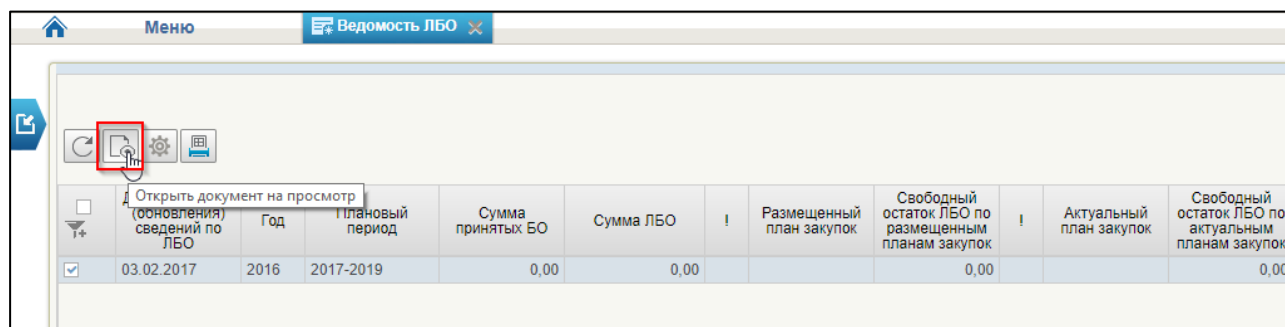 Меню
Ведомость ЛБО
Открыть документ на просмотр
(обновления)
сведений по
ЛБО
Год
Плановый
период
Сумма
принятых БО
Сумма ЛБО
!
Размещенный
план закупок
Свободный
остаток ЛБО по
размещенным
планам закупок
!
Актуальный
план закупок
Свободный
остаток ЛБО по
актуальным
планам закупок
03.02.2017 2016 2017-2019 0,00 0,00 0,00 0,00